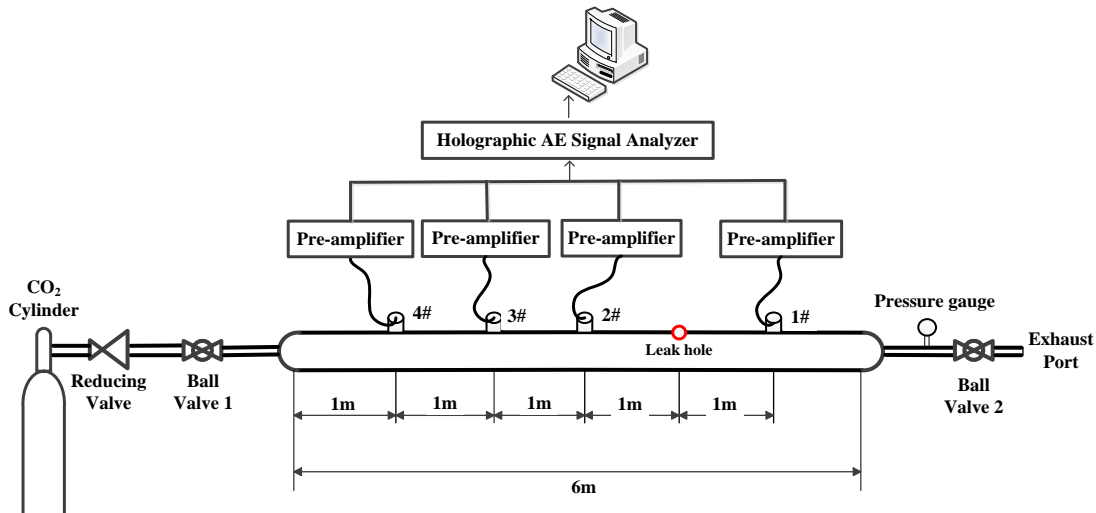 Holographic AE Signal Analyzer
Pre-amplifier
Pre-amplifier
Pre-amplifier
Pre-amplifier
CO₂
Cylinder
4#
3#
2#
1#
Pressure gauge
Leak hole
Exhaust
Port
Reducing
Valve
Ball
Valve 1
Ball
Valve 2
1m
1m
1m
1m
1m
6m